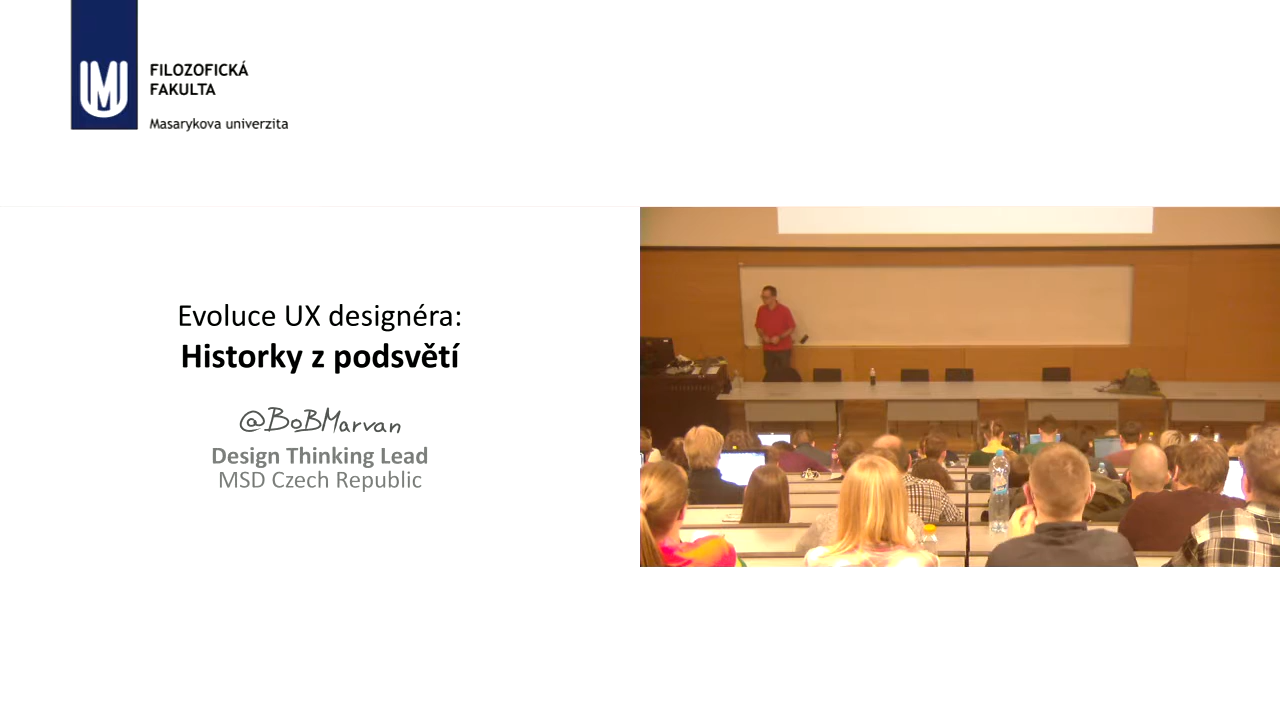 FILOZOFICKÁ
FAKULTA
Masarykova univerzita
Evoluce UX designéra:
Historky z podsvětí
@BoBMarvan
Design Thinking Lead
MSD Czech Republic